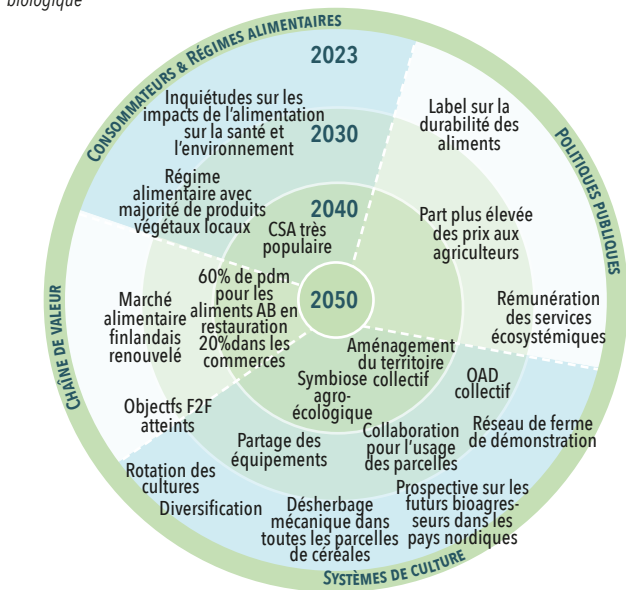 biologique
CONSOMMATEURS & RÉGIMES ALIMENTAIRES
2023
Inquiétudes sur les
impacts de l'alimentation
sur la santé et
l'environnement
2030
Régime
alimentaire avec
majorité de produits
végétaux locaux
2040
CSA très
populaire
2050
POLITIQUES PUBLIQUES
Label sur la
durabilité des
aliments
Part plus élevée
des prix aux
agriculteurs
Rémunération
des services
écosystémiques
CHAÎNE DE VALEUR
Marché
alimentaire
finlandais
renouvelé
60% de pdm
pour les
aliments AB en
restauration
20%dans les
commerces
Objectfs F2F
atteints
Aménagement
du territoire
collectif
Symbiose
agro-
écologique
OAD
collectif
Réseau de ferme
de démonstration
Collaboration
pour l'usage
des parcelles
Partage des
équipements
Rotation des
cultures
Diversification
Désherbage
mécanique dans
toutes les parcelles
de céréales
Prospective sur les
futurs bioagres-
seurs dans les
pays nordiques
SYSTÈMES DE CULTURE